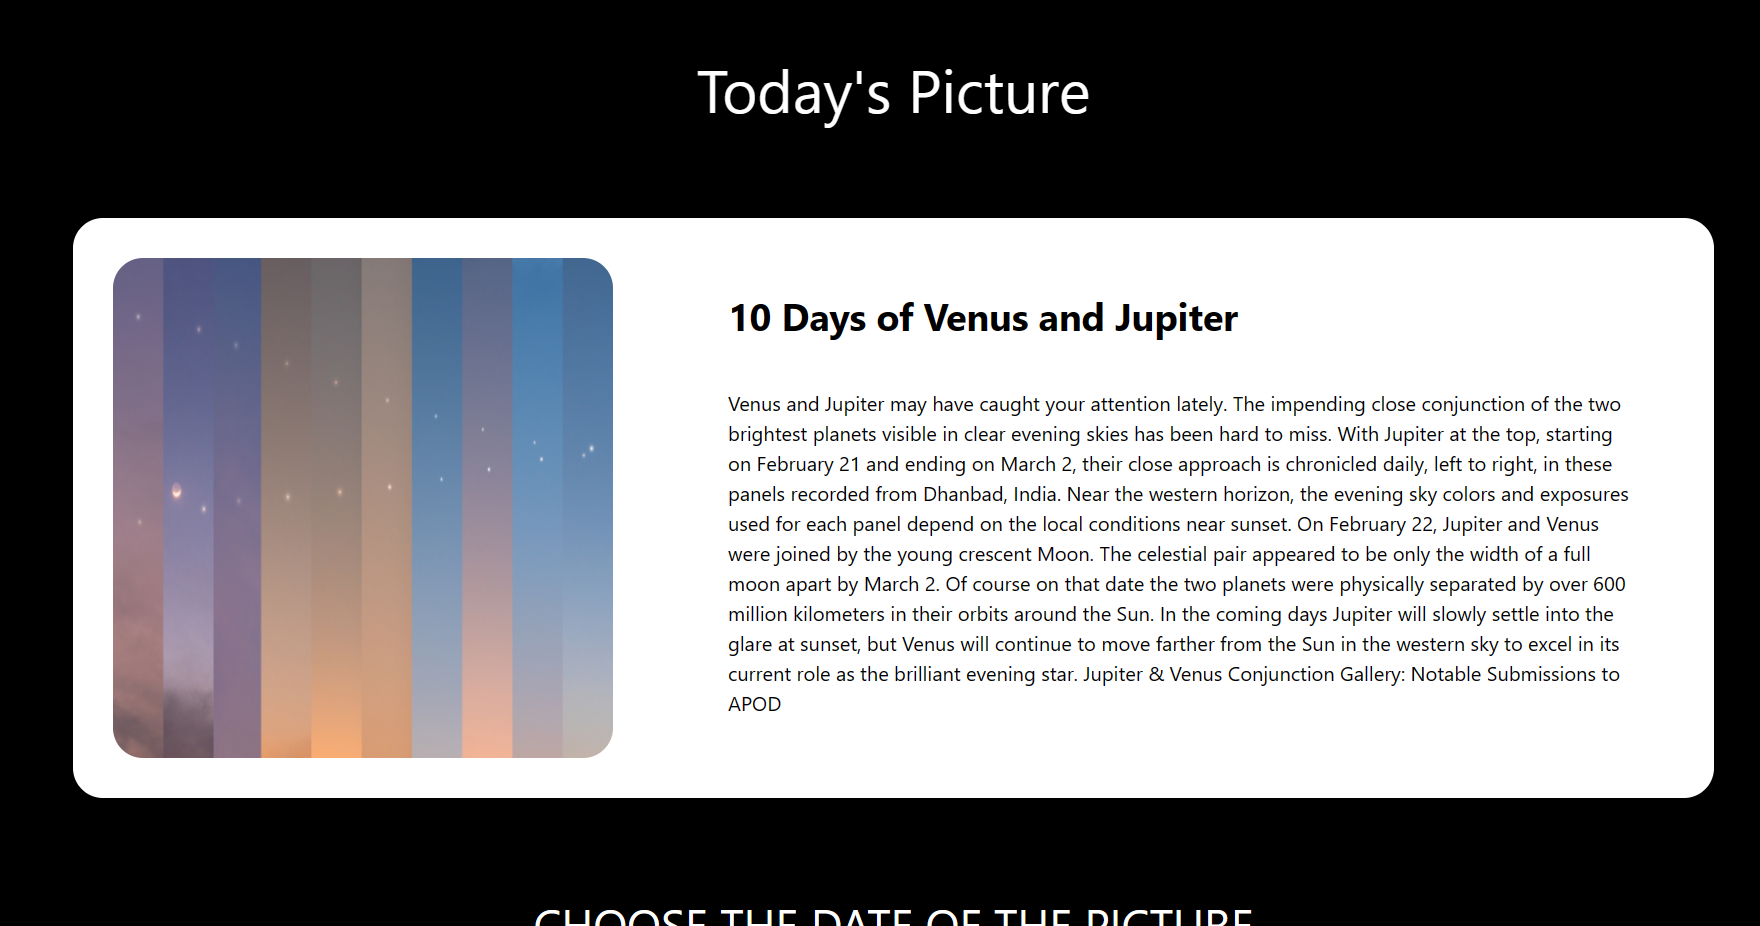 Today's Picture
10 Days of Venus and Jupiter
Venus and Jupiter may have caught your attention lately. The impending close conjunction of the two
brightest planets visible in clear evening skies has been hard to miss. With Jupiter at the top, starting
on February 21 and ending on March 2, their close approach is chronicled daily, left to right, in these
panels recorded from Dhanbad, India. Near the western horizon, the evening sky colors and exposures
used for each panel depend on the local conditions near sunset. On February 22, Jupiter and Venus
were joined by the young crescent Moon. The celestial pair appeared to be only the width of a full
moon apart by March 2. Of course on that date the two planets were physically separated by over 600
million kilometers in their orbits around the Sun. In the coming days Jupiter will slowly settle into the
glare at sunset, but Venus will continue to move farther from the Sun in the western sky to excel in its
current role as the brilliant evening star. Jupiter & Venus Conjunction Gallery: Notable Submissions to
APOD
CHOOSE THE DATE OF THE PICTURE